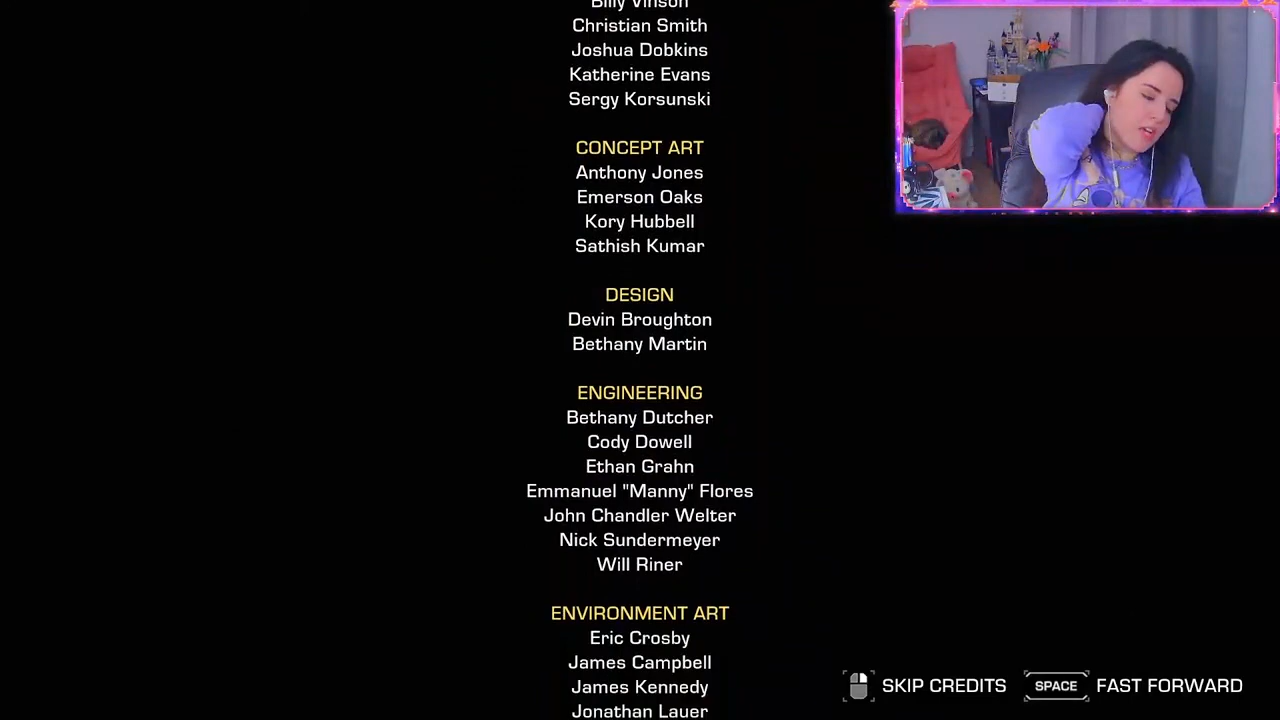 Billy Vinson
Christian Smith
Joshua Dobkins
Katherine Evans
Sergy Korsunski
CONCEPT ART
Anthony Jones
Emerson Oaks
Kory Hubbell
Sathish Kumar
DESIGN
Devin Broughton
Bethany Martin
ENGINEERING
Bethany Dutcher
Cody Dowell
Ethan Grahn
Emmanuel "Manny" Flores
John Chandler Welter
Nick Sundermeyer
Will Riner
ENVIRONMENT ART
Eric Crosby
James Campbell
James Kennedy
Jonathan Lauer
SKIP CREDITS SPACE FAST FORWARD